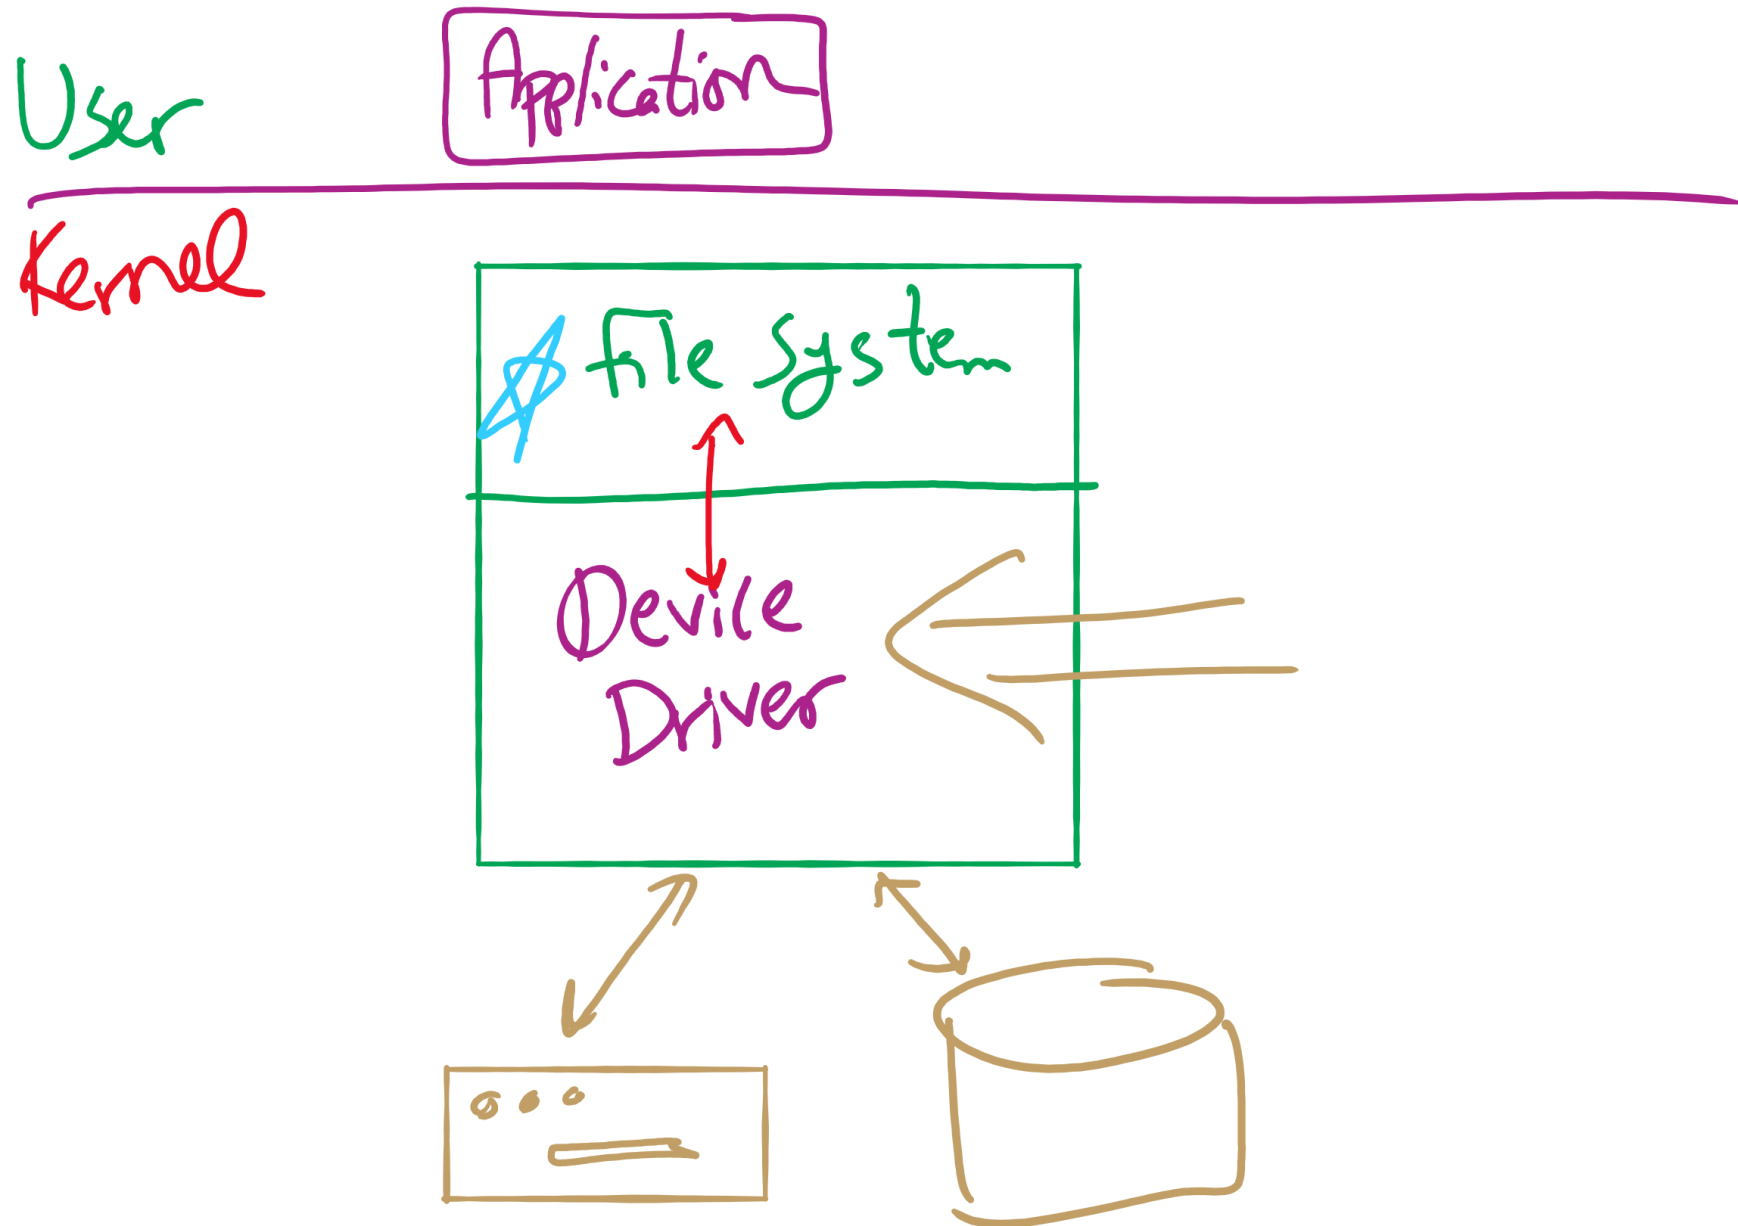 User
Application
Kernel
File System
Device
Driver